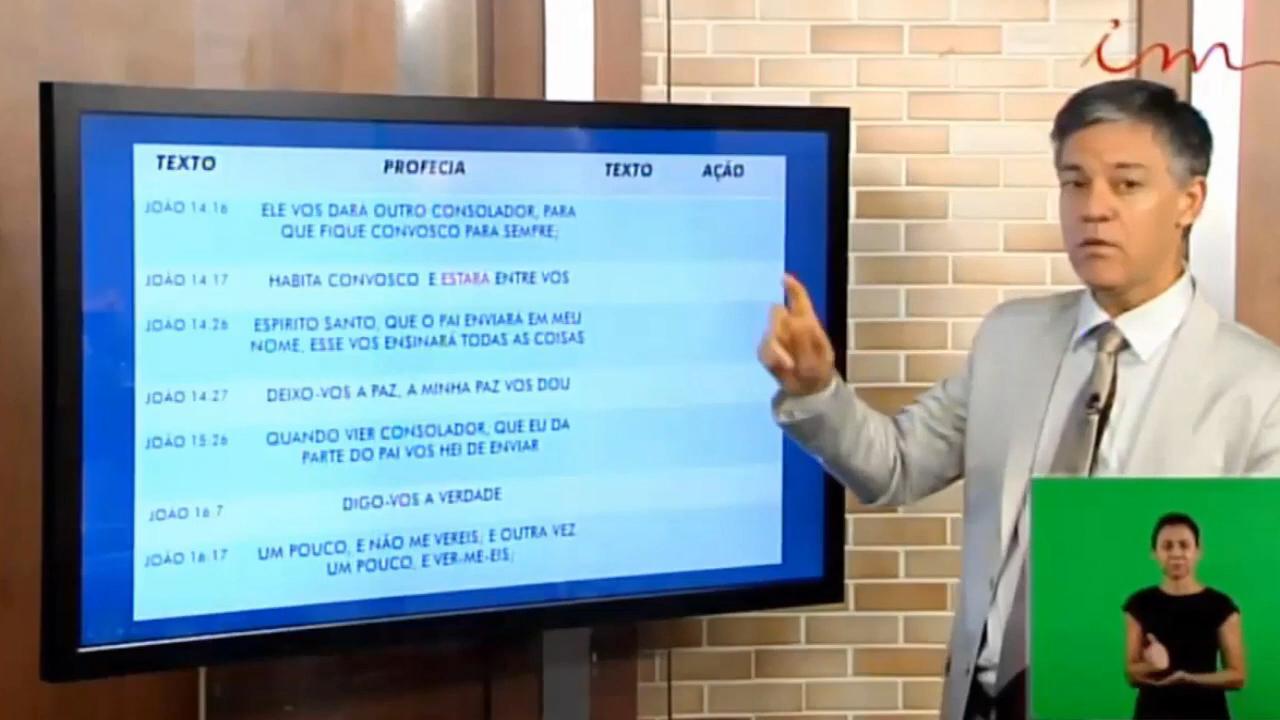 im
TEXTO PROFECIA TEXTO AÇÃO
JOÃO 14.16 ELE VOS DARÁ OUTRO CONSOLADOR, PARA
QUE FIQUE CONVOSCO PARA SEMPRE;
JOÃO 14.17 HABITA CONVOSCO E ESTARÁ ENTRE VOS
JOÃO 14.26 ESPIRITO SANTO, QUE O PAI ENVIARÁ EM MEU
NOME, ESSE VOS ENSINARÁ TODAS AS COISAS
JOÃO 14.27 DEIXO-VOS A PAZ, A MINHA PAZ VOS DOU
JOÃO 15.26 QUANDO VIER CONSOLADOR, QUE EU DA
PARTE DO PAI VOS HEI DE ENVIAR
JOÃO 16.7 DIGO-VOS A VERDADE
JOÃO 16.17 UM POUCO, E NÃO ME VEREIS; E OUTRA VEZ
UM POUCO, E VER-ME-EIS;